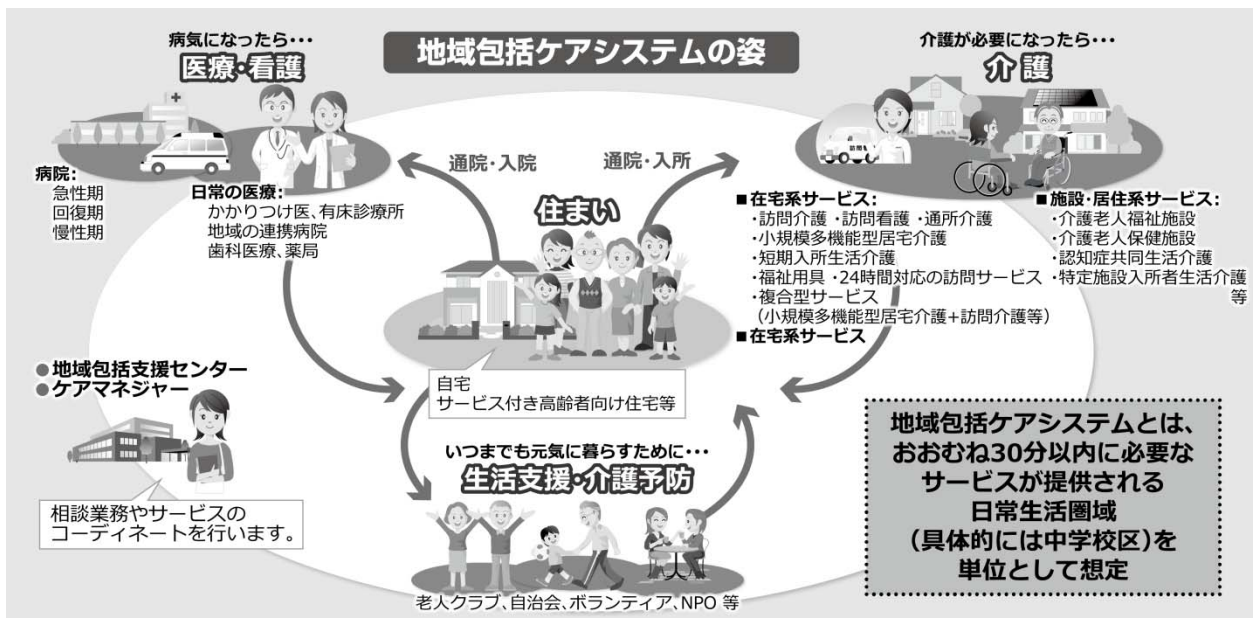 地域包括ケアシステムの姿
病気になったら･･･
医療･看護
病院:
急性期
回復期
慢性期
日常の医療:
かかりつけ医、有床診療所
地域の連携病院
歯科医療、薬局
通院･入院
通院･入所
住まい
自宅
サービス付き高齢者向け住宅等
介護が必要になったら･･･
介護
訪問
■在宅系サービス:
･訪問介護 ･訪問看護 ･通所介護
･小規模多機能型居宅介護
･短期入所生活介護
･福祉用具 ･24時間対応の訪問サービス
･複合型サービス
(小規模多機能型居宅介護+訪問介護等)
■在宅系サービス
■施設･居住系サービス:
･介護老人福祉施設
･介護老人保健施設
･認知症共同生活介護
･特定施設入所者生活介護
等
●地域包括支援センター
●ケアマネジャー
相談業務やサービスの
コーディネートを行います。
いつまでも元気に暮らすために･･･
生活支援･介護予防
老人クラブ、自治会、ボランティア、NPO 等
地域包括ケアシステムとは、
おおむね30分以内に必要な
サービスが提供される
日常生活圏域
(具体的には中学校区)を
単位として想定